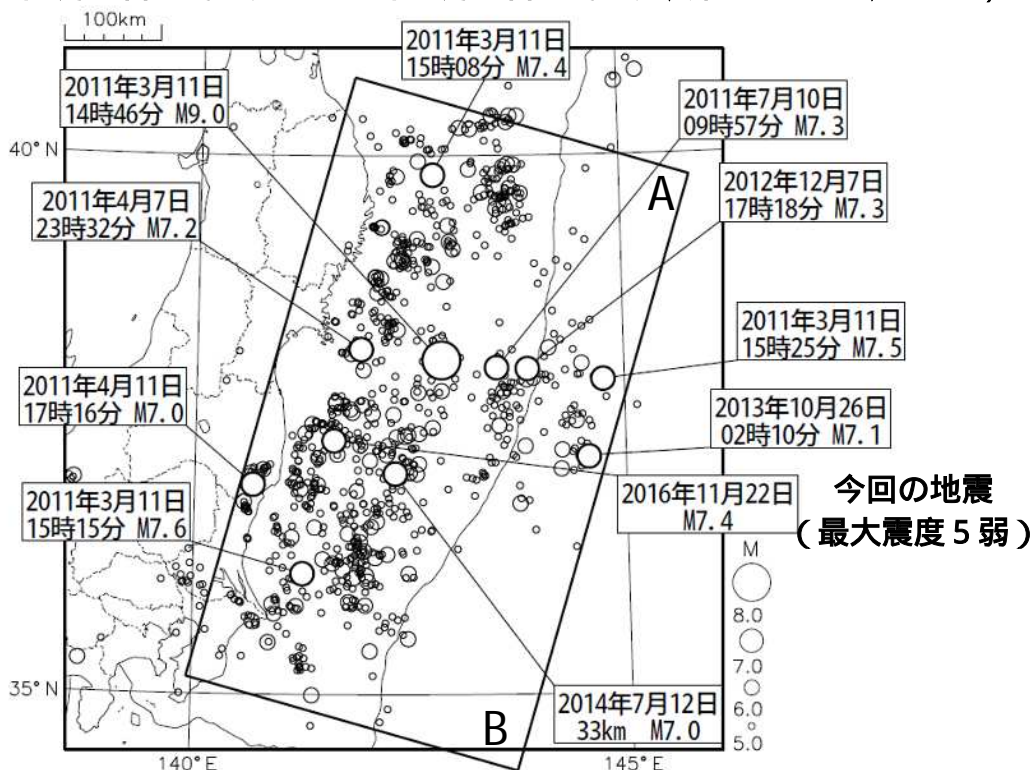 100km
2011年3月11日
15時08分 M7.4
2011年3月11日
14時46分 M9.0
2011年7月10日
09時57分 M7.3
40°N
A
2012年12月7日
17時18分 M7.3
2011年4月7日
23時32分 M7.2
2011年3月11日
15時25分 M7.5
2011年4月11日
17時16分 M7.0
2013年10月26日
02時10分 M7.1
2016年11月22日
M7.4
今回の地震
(最大震度5弱)
2011年3月11日
15時15分 M7.6
M
8.0
7.0
6.0
5.0
35°N
2014年7月12日
33km M7.0
B
140°E
145°E